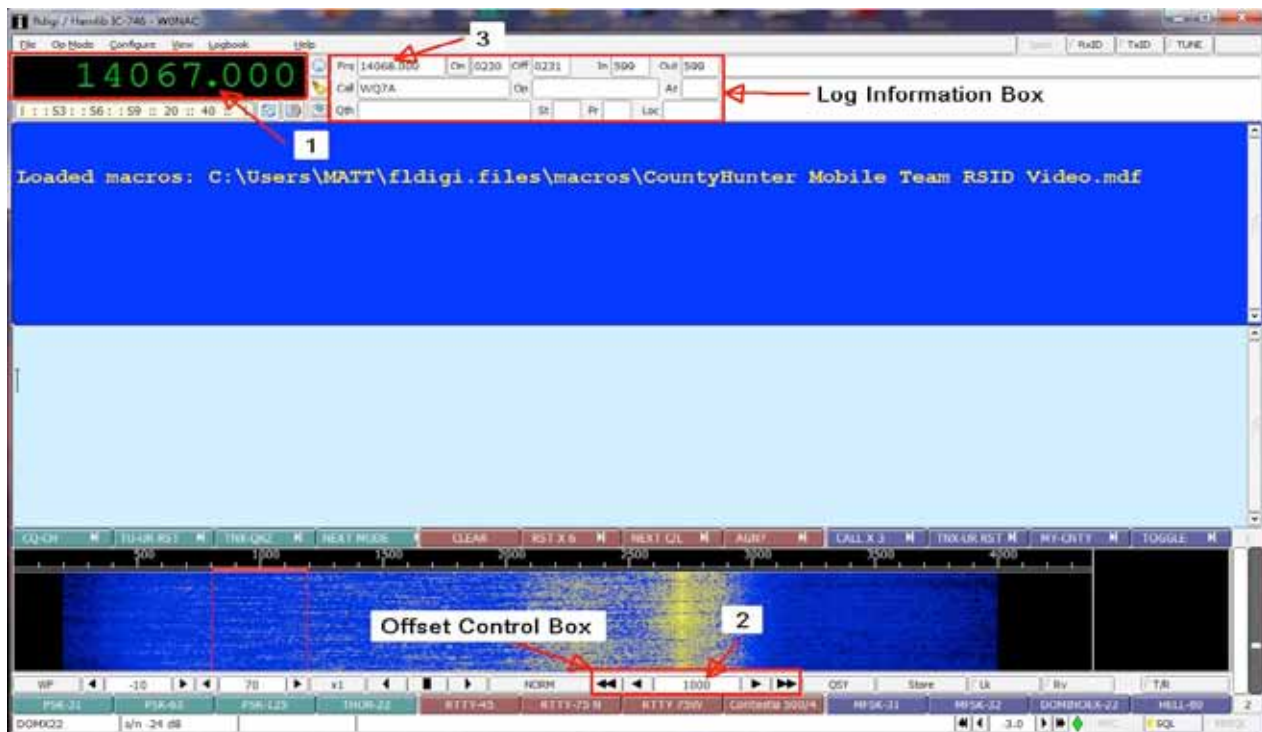 fldigi / Hamlib IC-746 - W0NAC
File Op Mode Configure View Logbook Help
RxID TxID TUNE
3
14067.000
Frq 14068.000 On 0230 Off 0231 In 599 Out 599
Call WQ7A Op Az
Qth St Pr Loc
Log Information Box
1
Loaded macros: C:\Users\MATT\fldigi.files\macros\CountyHunter Mobile Team RSID Video.mdf
CQ-CH TU-UR RST TNX-QRZ NEXT MODE CLEAR RST X 6 NEXT C/L AGN? CALL X 3 TNX-UR RST MY-CNTY TOGGLE
500 1000 1500 2000 2500 3000 3500 4000
Offset Control Box
2
WF -10 70 x1 NORM 1000 QSY Store Lk Rv T/R
PSK-31 PSK-63 PSK-125 THOR-22 RTTY-45 RTTY-75 N RTTY 75W Contestia 500/4 MFSK-31 MFSK-32 DOMINOEX-22 HELL-80 2
DOMX22 s/n -24 dB 3.0 SQL